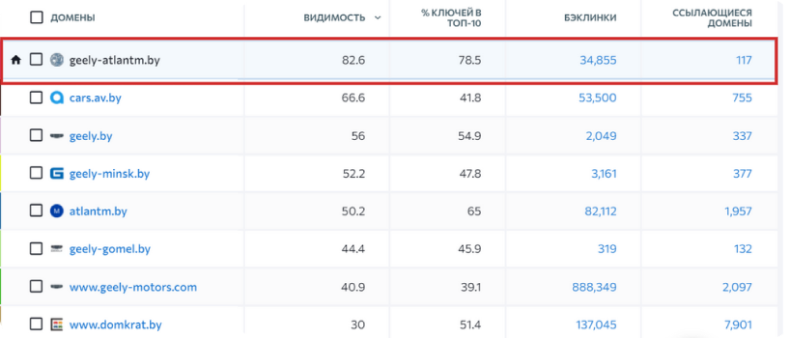 ДОМЕНЫ ВИДИМОСТЬ % КЛЮЧЕЙ В ТОП-10 БЭКЛИНКИ ССЫЛАЮЩИЕСЯ ДОМЕНЫ
geely-atlantm.by 82.6 78.5 34,855 117
cars.av.by 66.6 41.8 53,500 755
geely.by 56 54.9 2,049 337
geely-minsk.by 52.2 47.8 3,161 377
atlantm.by 50.2 65 82,112 1,957
geely-gomel.by 44.4 45.9 319 132
www.geely-motors.com 40.9 39.1 888,349 2,097
www.domkrat.by 30 51.4 137,045 7,901